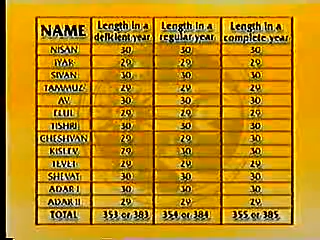 NAME Length in a deficient year Length in a regular year Length in a complete year
NISAN 30 30 30
IYAR 29 29 29
SIVAN 30 30 30
TAMMUZ 29 29 29
AV 30 30 30
ELUL 29 29 29
TISHRI 30 30 30
CHESHVAN 29 29 30
KISLEV 29 30 30
TEVET 29 29 29
SHEVAT 30 30 30
ADAR I 30 30 30
ADAR II 29 29 29
TOTAL 353 or 383 354 or 384 355 or 385